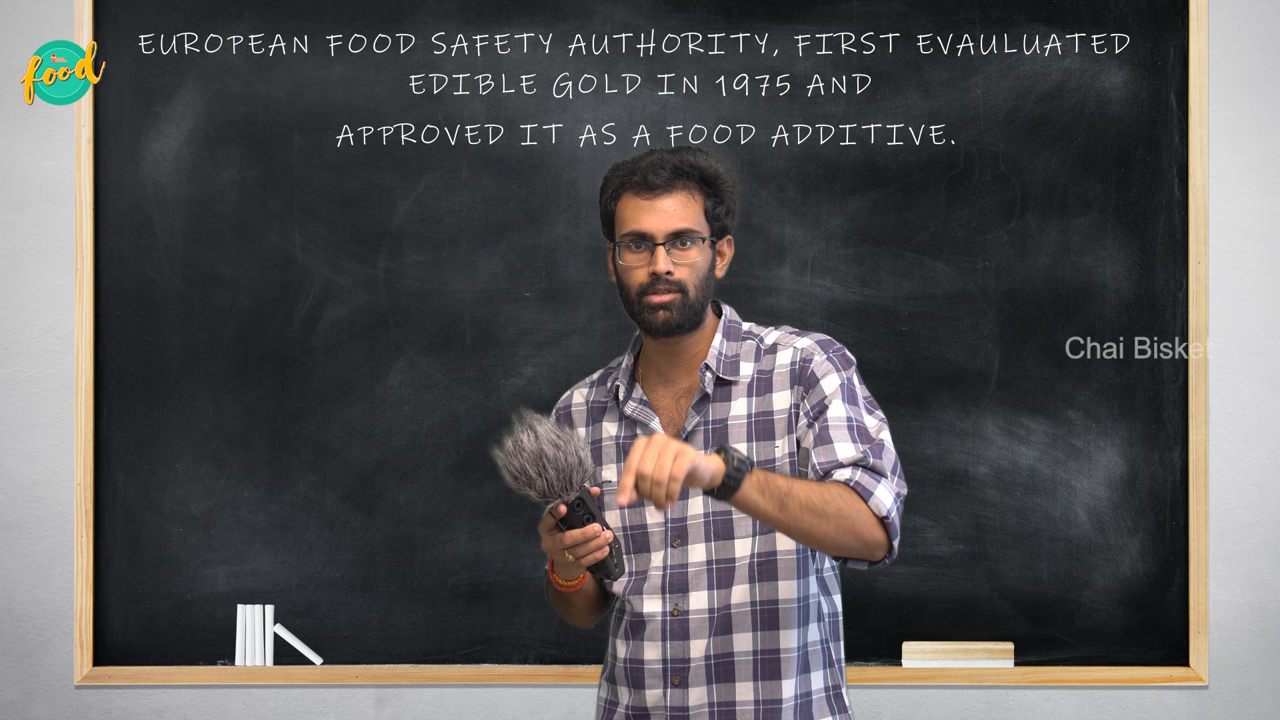 food
EUROPEAN FOOD SAFETY AUTHORITY, FIRST EVAULUATED
EDIBLE GOLD IN 1975 AND
APPROVED IT AS A FOOD ADDITIVE.
Chai Bisket